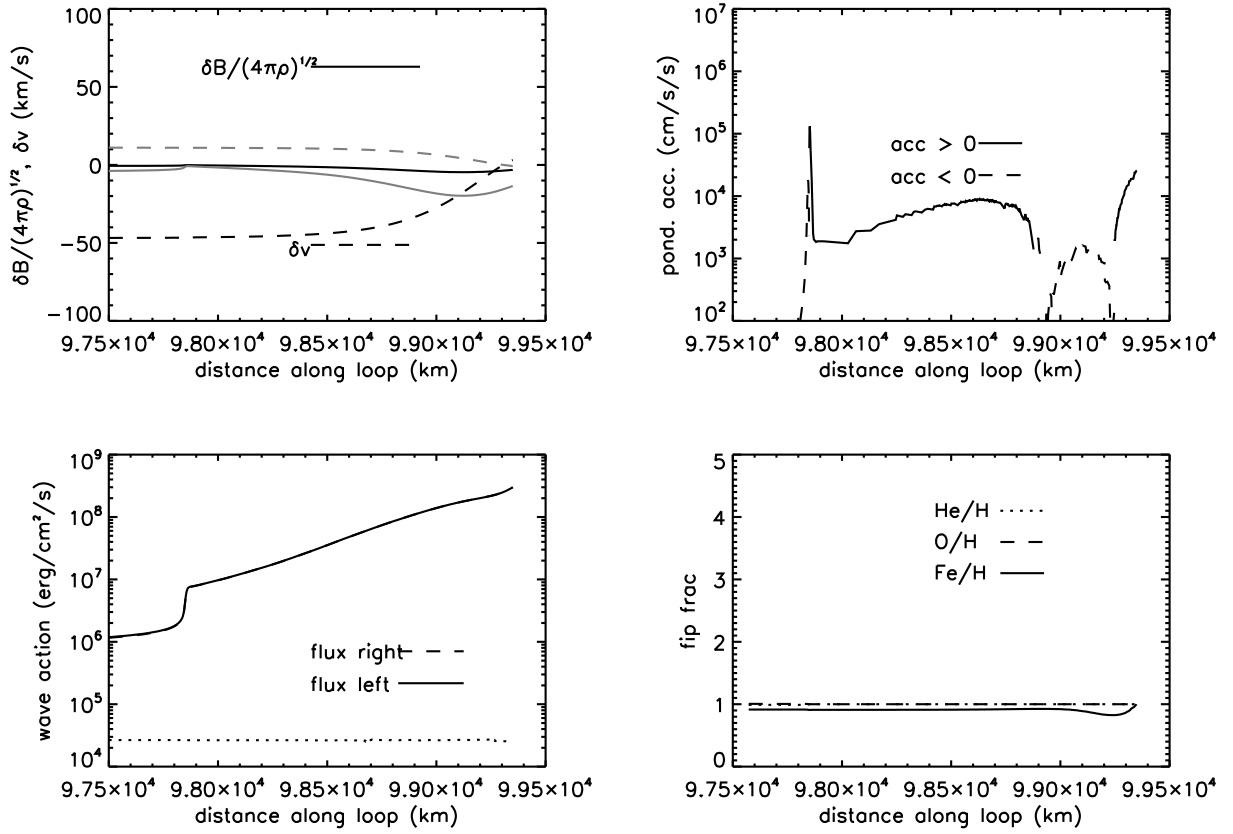 100
50
0
−50
−100
δB/(4πρ)^1/2, δv (km/s)
δB/(4πρ)^1/2
δv
9.75×10^4 9.80×10^4 9.85×10^4 9.90×10^4 9.95×10^4
distance along loop (km)
10^7
10^6
10^5
10^4
10^3
10^2
pond. acc. (cm/s/s)
acc > 0
acc < 0
9.75×10^4 9.80×10^4 9.85×10^4 9.90×10^4 9.95×10^4
distance along loop (km)
10^9
10^8
10^7
10^6
10^5
10^4
wave action (erg/cm^2/s)
flux right
flux left
9.75×10^4 9.80×10^4 9.85×10^4 9.90×10^4 9.95×10^4
distance along loop (km)
5
4
3
2
1
0
fip frac
He/H
O/H
Fe/H
9.75×10^4 9.80×10^4 9.85×10^4 9.90×10^4 9.95×10^4
distance along loop (km)